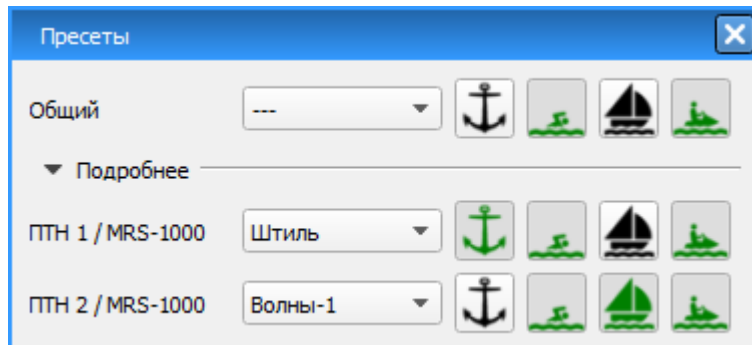 Пресеты
Общий ---
Подробнее
ПТН 1 / MRS-1000 Штиль
ПТН 2 / MRS-1000 Волны-1